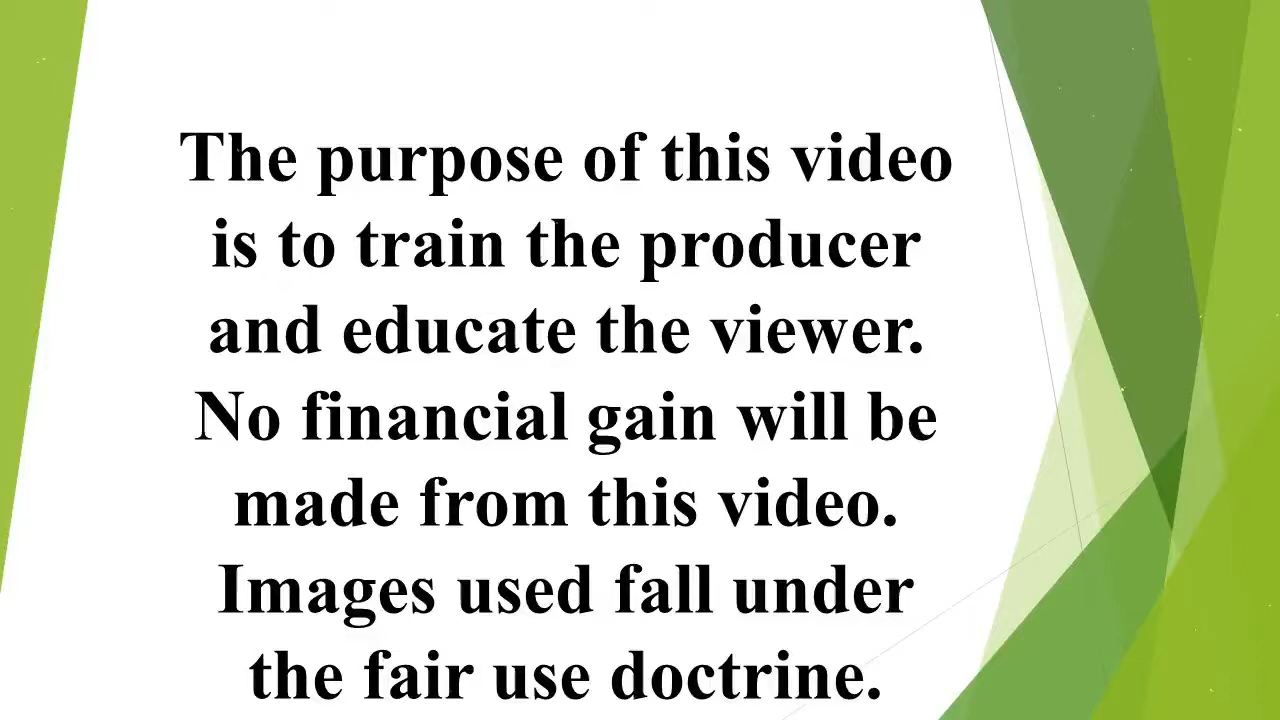 The purpose of this video
is to train the producer
and educate the viewer.
No financial gain will be
made from this video.
Images used fall under
the fair use doctrine.